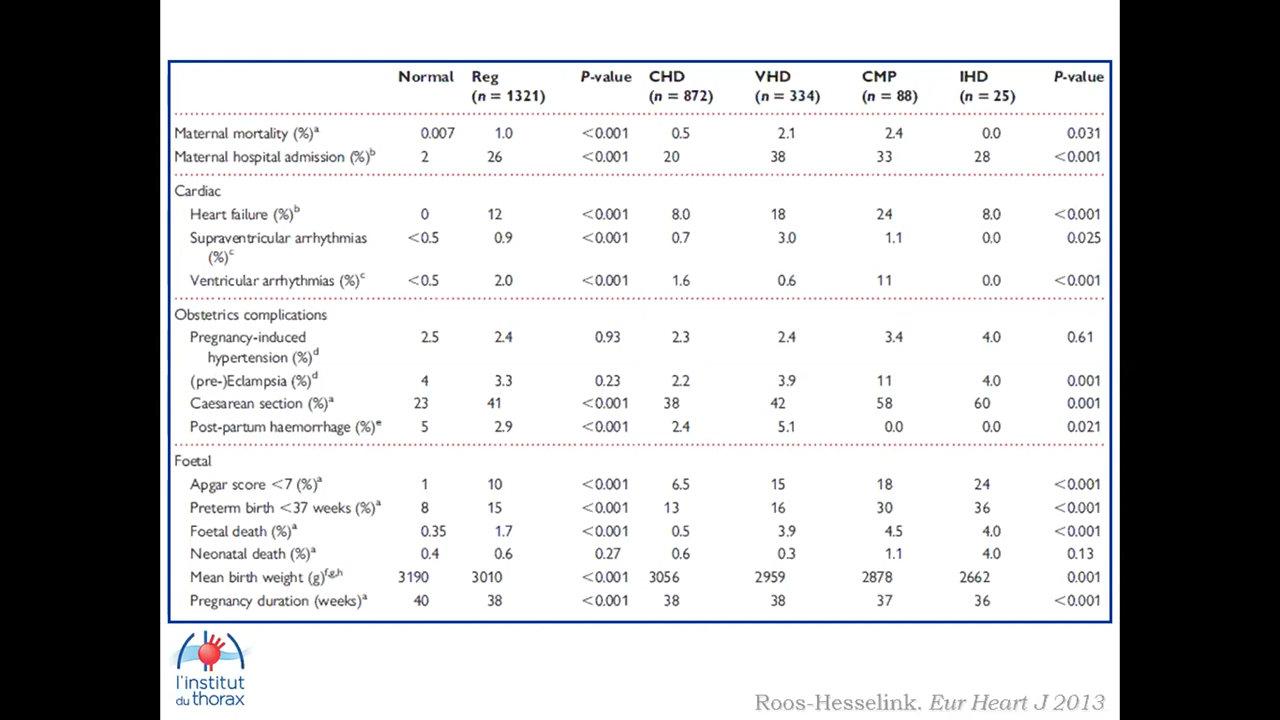 Normal Reg P-value CHD VHD CMP IHD P-value
(n = 1321) (n = 872) (n = 334) (n = 88) (n = 25)
Maternal mortality (%)a 0.007 1.0 <0.001 0.5 2.1 2.4 0.0 0.031
Maternal hospital admission (%)b 2 26 <0.001 20 38 33 28 <0.001
Cardiac
Heart failure (%)b 0 12 <0.001 8.0 18 24 8.0 <0.001
Supraventricular arrhythmias <0.5 0.9 <0.001 0.7 3.0 1.1 0.0 0.025
(%)c
Ventricular arrhythmias (%)c <0.5 2.0 <0.001 1.6 0.6 11 0.0 <0.001
Obstetrics complications
Pregnancy-induced 2.5 2.4 0.93 2.3 2.4 3.4 4.0 0.61
hypertension (%)d
(pre-)Eclampsia (%)d 4 3.3 0.23 2.2 3.9 11 4.0 0.001
Caesarean section (%)a 23 41 <0.001 38 42 58 60 0.001
Post-partum haemorrhage (%)e 5 2.9 <0.001 2.4 5.1 0.0 0.0 0.021
Foetal
Apgar score <7 (%)a 1 10 <0.001 6.5 15 18 24 <0.001
Preterm birth <37 weeks (%)a 8 15 <0.001 13 16 30 36 <0.001
Foetal death (%)a 0.35 1.7 <0.001 0.5 3.9 4.5 4.0 <0.001
Neonatal death (%)a 0.4 0.6 0.27 0.6 0.3 1.1 4.0 0.13
Mean birth weight (g)f,g,h 3190 3010 <0.001 3056 2959 2878 2662 0.001
Pregnancy duration (weeks)a 40 38 <0.001 38 38 37 36 <0.001
l'institut
du thorax
Roos-Hesselink. Eur Heart J 2013